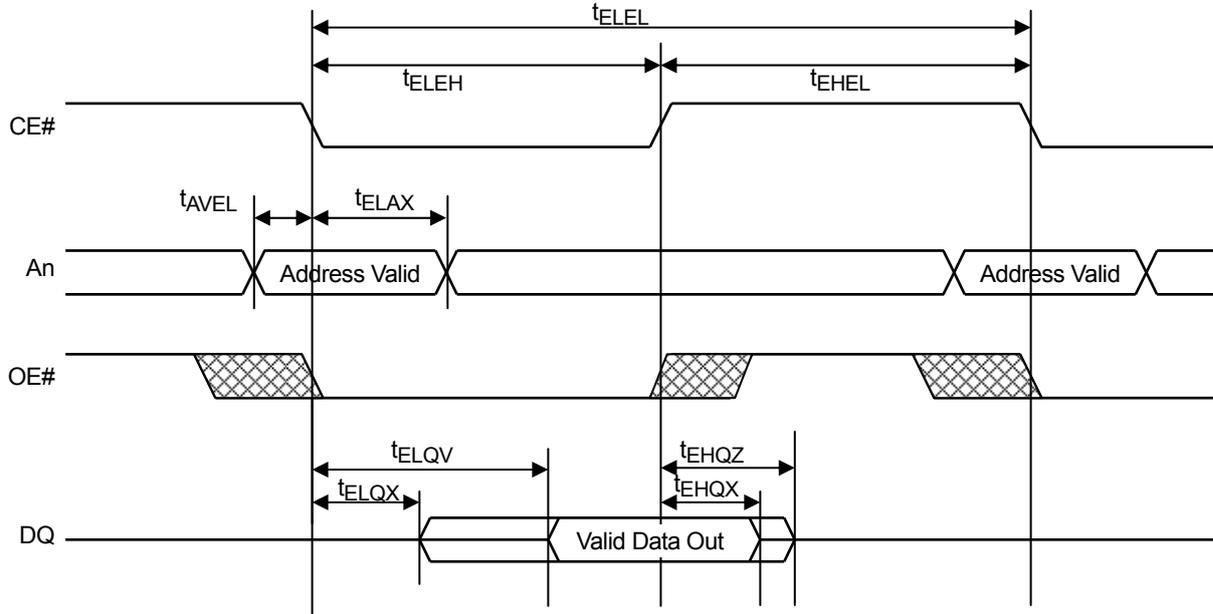 tELEL
tELEH
tEHEL
CE#
tAVEL
tELAX
An
Address Valid
Address Valid
OE#
tELQV
tEHQZ
tELQX
tEHQX
DQ
Valid Data Out